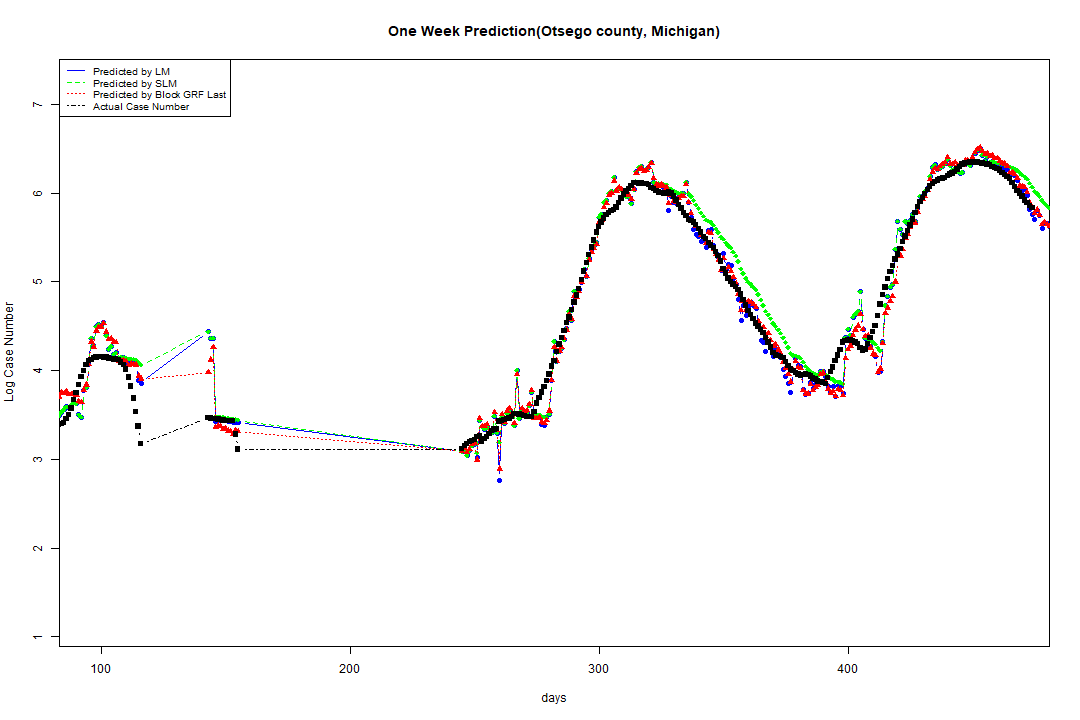 One Week Prediction(Otsego county, Michigan)
Predicted by LM
Predicted by SLM
Predicted by Block GRF Last
Actual Case Number
7
6
5
4
3
2
1
Log Case Number
100 200 300 400
days